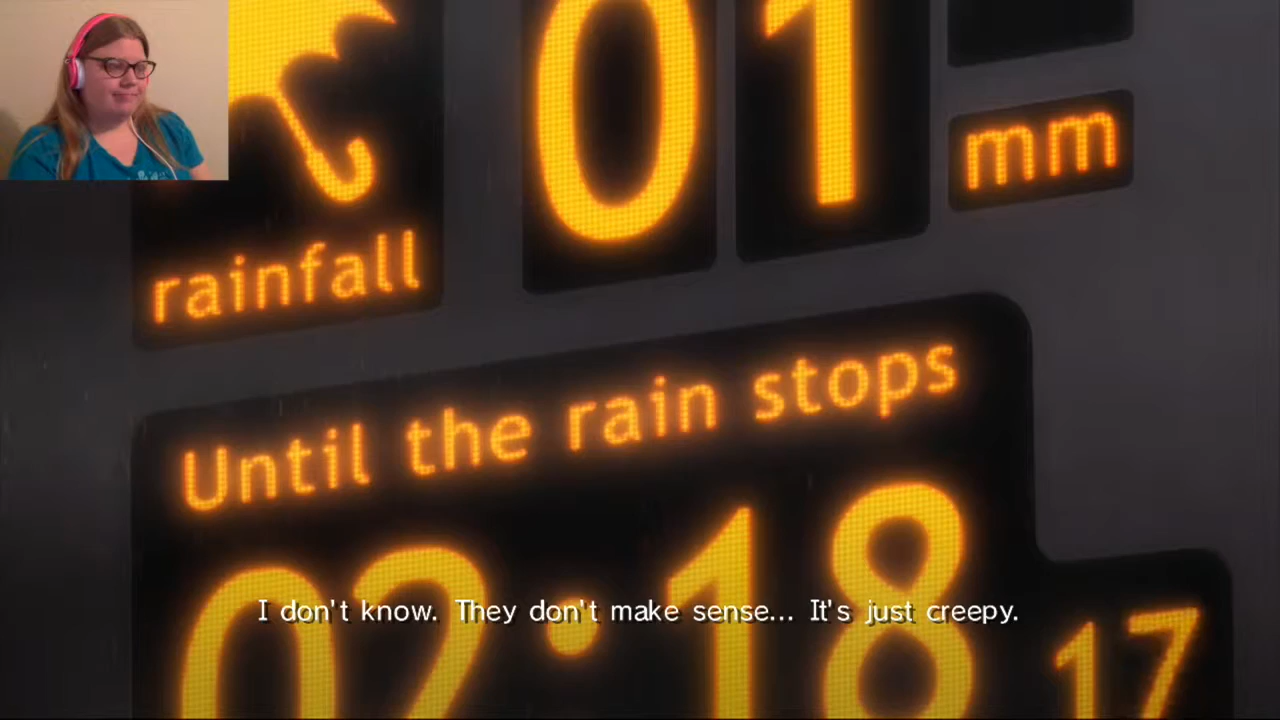 01
mm
rainfall
Until the rain stops
02:18
17
I don't know. They don't make sense... It's just creepy.